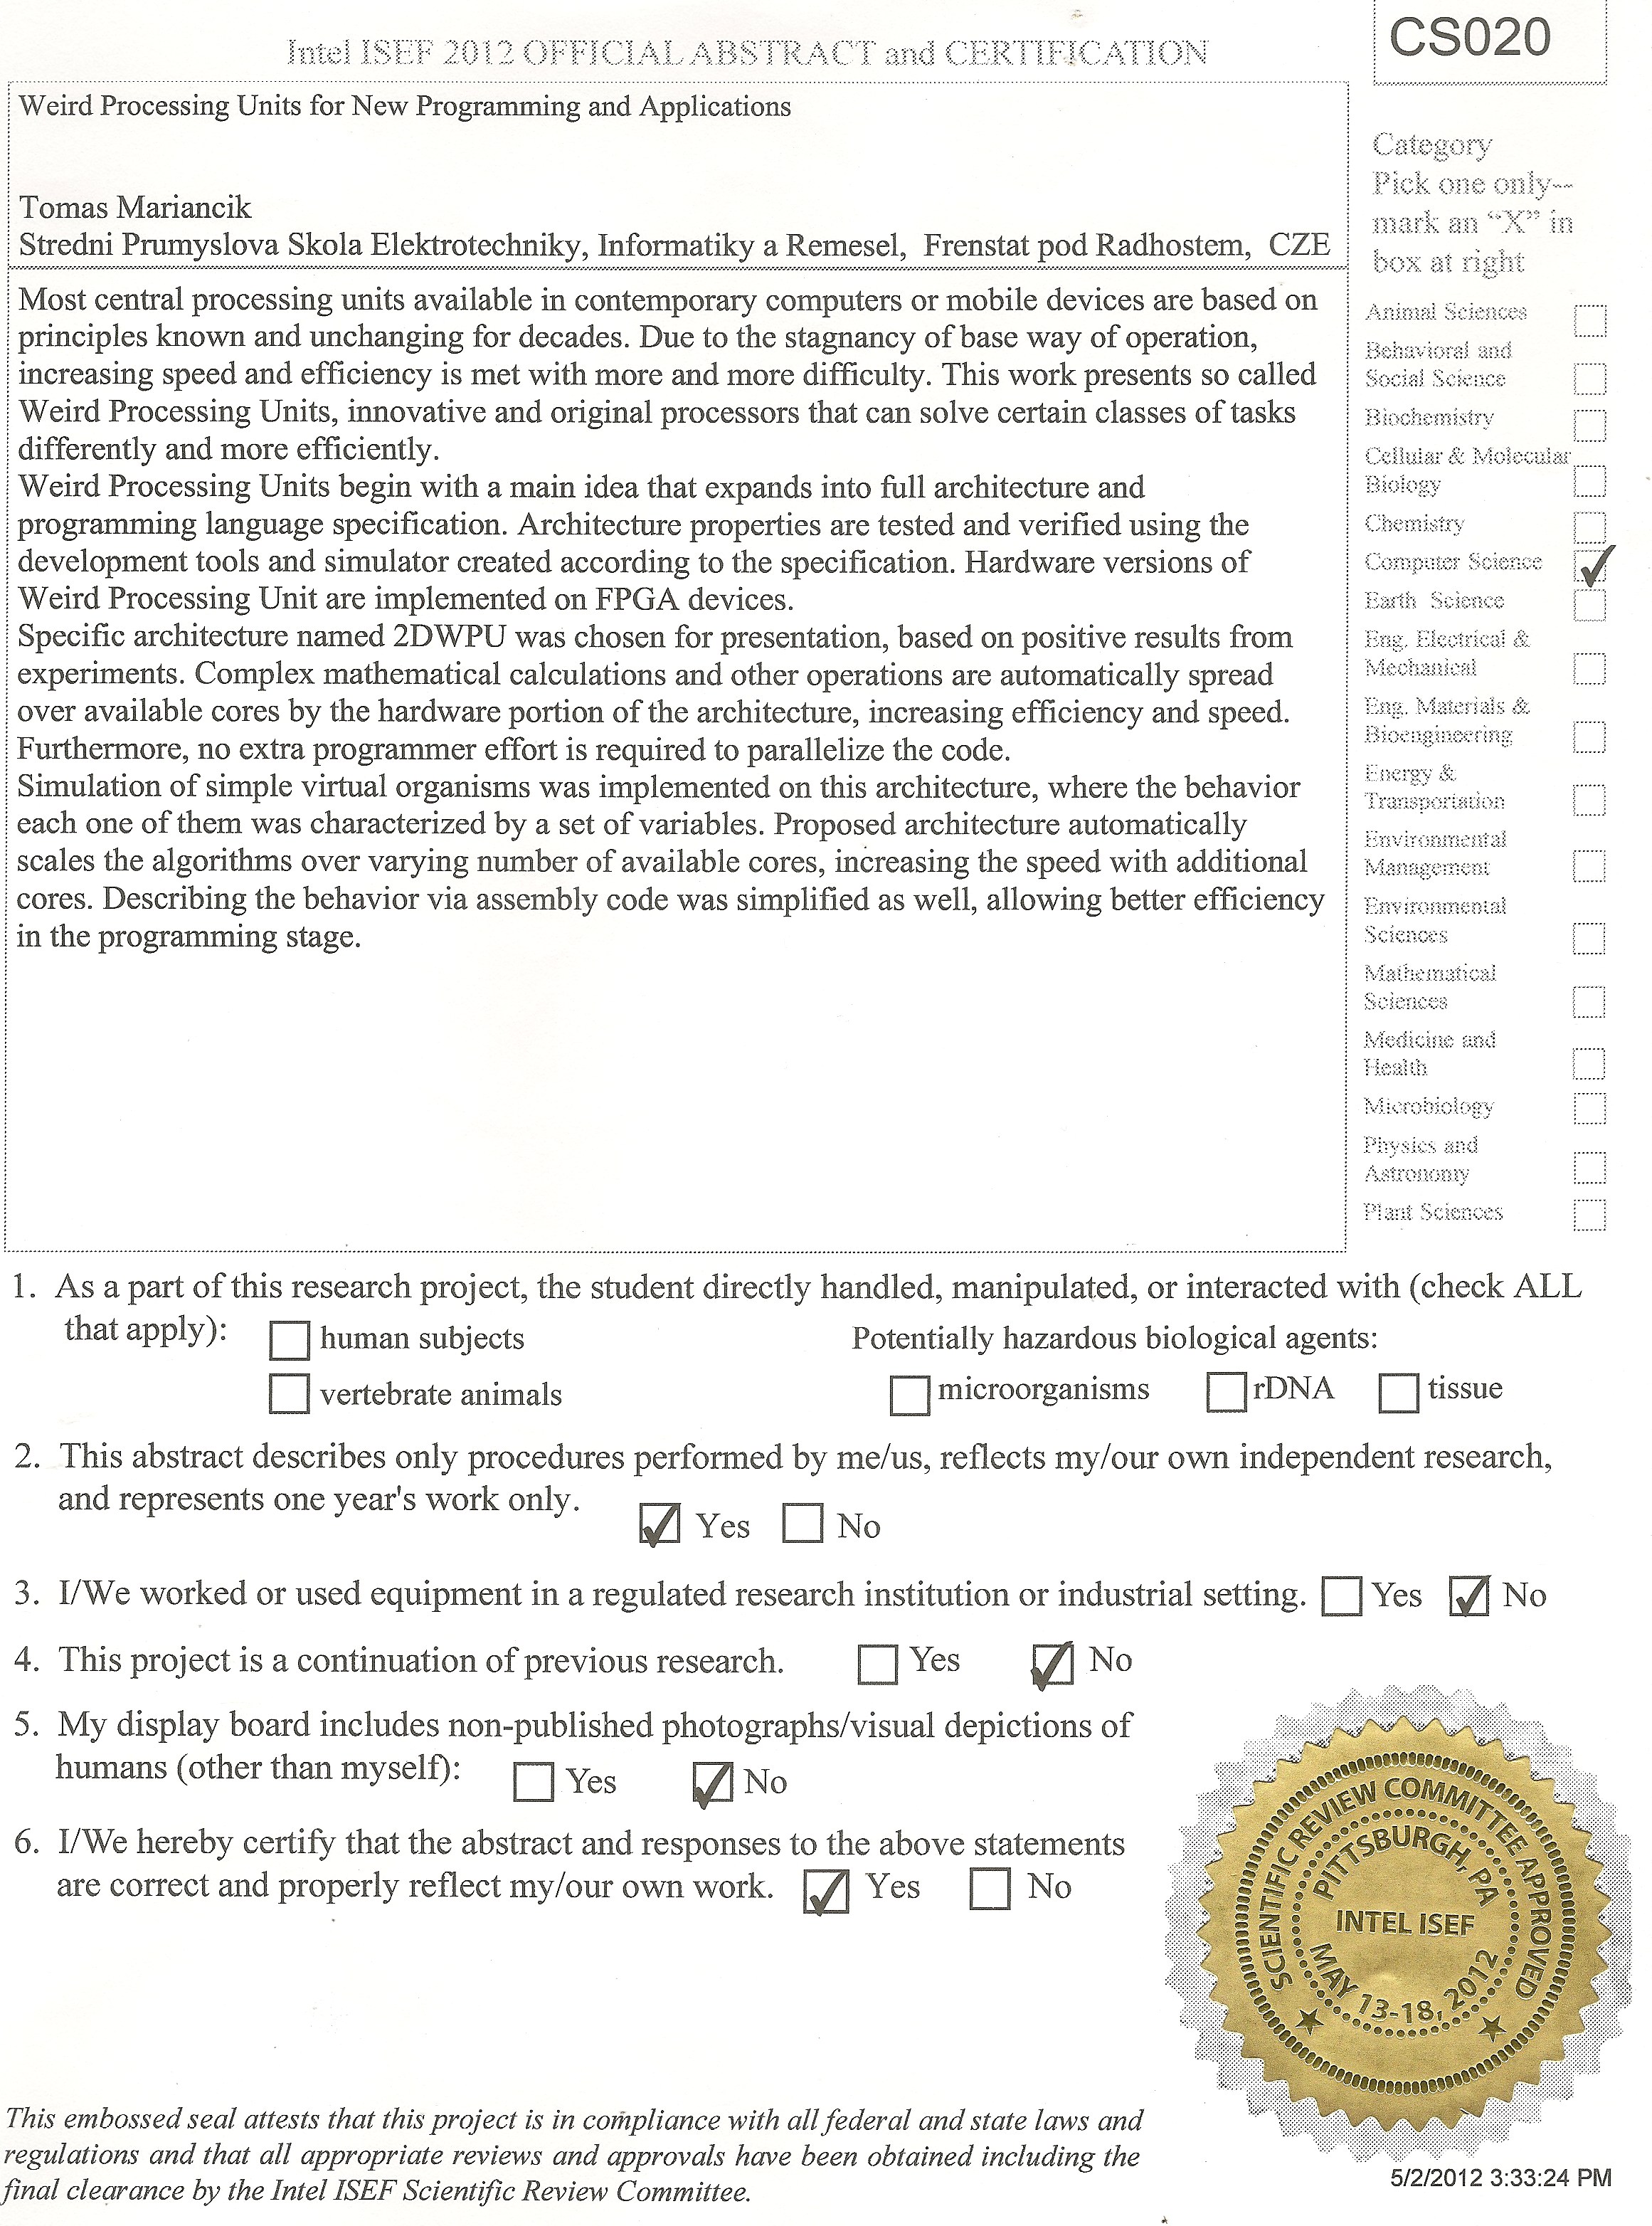 Intel ISEF 2012 OFFICIAL ABSTRACT and CERTIFICATION
CS020
Weird Processing Units for New Programming and Applications
Tomas Mariancik
Stredni Prumyslova Skola Elektrotechniky, Informatiky a Remesel, Frenstat pod Radhostem, CZE
Most central processing units available in contemporary computers or mobile devices are based on
principles known and unchanging for decades. Due to the stagnancy of base way of operation,
increasing speed and efficiency is met with more and more difficulty. This work presents so called
Weird Processing Units, innovative and original processors that can solve certain classes of tasks
differently and more efficiently.
Weird Processing Units begin with a main idea that expands into full architecture and
programming language specification. Architecture properties are tested and verified using the
development tools and simulator created according to the specification. Hardware versions of
Weird Processing Unit are implemented on FPGA devices.
Specific architecture named 2DWPU was chosen for presentation, based on positive results from
experiments. Complex mathematical calculations and other operations are automatically spread
over available cores by the hardware portion of the architecture, increasing efficiency and speed.
Furthermore, no extra programmer effort is required to parallelize the code.
Simulation of simple virtual organisms was implemented on this architecture, where the behavior
each one of them was characterized by a set of variables. Proposed architecture automatically
scales the algorithms over varying number of available cores, increasing the speed with additional
cores. Describing the behavior via assembly code was simplified as well, allowing better efficiency
in the programming stage.
Category
Pick one only--
mark an “X” in
box at right
Animal Sciences
Behavioral and
Social Science
Biochemistry
Cellular & Molecular
Biology
Chemistry
Computer Science
Earth Science
Eng. Electrical &
Mechanical
Eng. Materials &
Bioengineering
Energy &
Transportation
Environmental
Management
Environmental
Sciences
Mathematical
Sciences
Medicine and
Health
Microbiology
Physics and
Astronomy
Plant Sciences
1. As a part of this research project, the student directly handled, manipulated, or interacted with (check ALL
that apply):
human subjects
Potentially hazardous biological agents:
vertebrate animals
microorganisms rDNA tissue
2. This abstract describes only procedures performed by me/us, reflects my/our own independent research,
and represents one year's work only.
Yes No
3. I/We worked or used equipment in a regulated research institution or industrial setting. Yes No
4. This project is a continuation of previous research. Yes No
5. My display board includes non-published photographs/visual depictions of
humans (other than myself): Yes No
6. I/We hereby certify that the abstract and responses to the above statements
are correct and properly reflect my/our own work. Yes No
SCIENTIFIC REVIEW COMMITTEE APPROVED
PITTSBURGH, PA
INTEL ISEF
MAY 13-18, 2012
This embossed seal attests that this project is in compliance with all federal and state laws and
regulations and that all appropriate reviews and approvals have been obtained including the
final clearance by the Intel ISEF Scientific Review Committee.
5/2/2012 3:33:24 PM